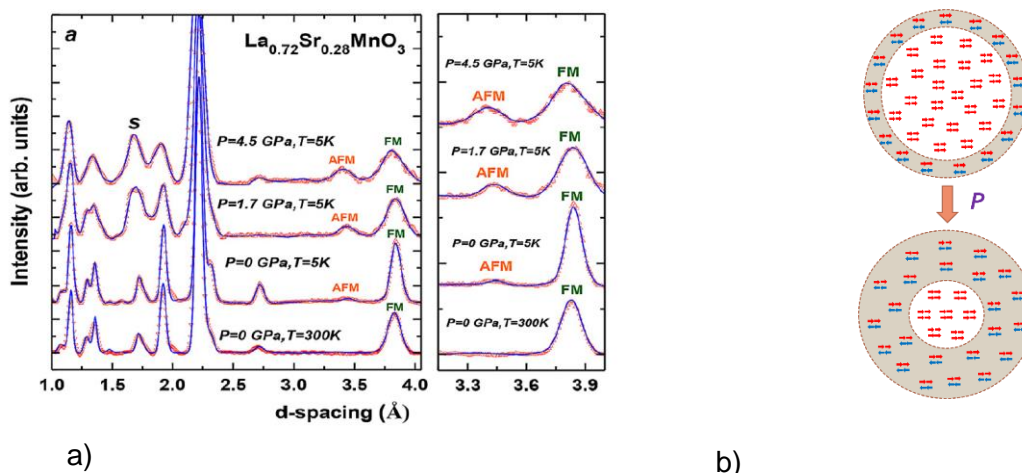 a
La0.72Sr0.28MnO3
Intensity (arb. units)
S
P=4.5 GPa,T=5K
AFM
FM
P=1.7 GPa,T=5K
AFM
FM
P=0 GPa,T=5K
AFM
FM
P=0 GPa,T=300K
FM
1.0 1.5 2.0 2.5 3.0 3.5 4.0
d-spacing (Å)
P=4.5 GPa,T=5K
FM
AFM
P=1.7 GPa,T=5K
FM
AFM
P=0 GPa,T=5K
FM
AFM
P=0 GPa,T=300K
FM
3.3 3.6 3.9
P
a)
b)